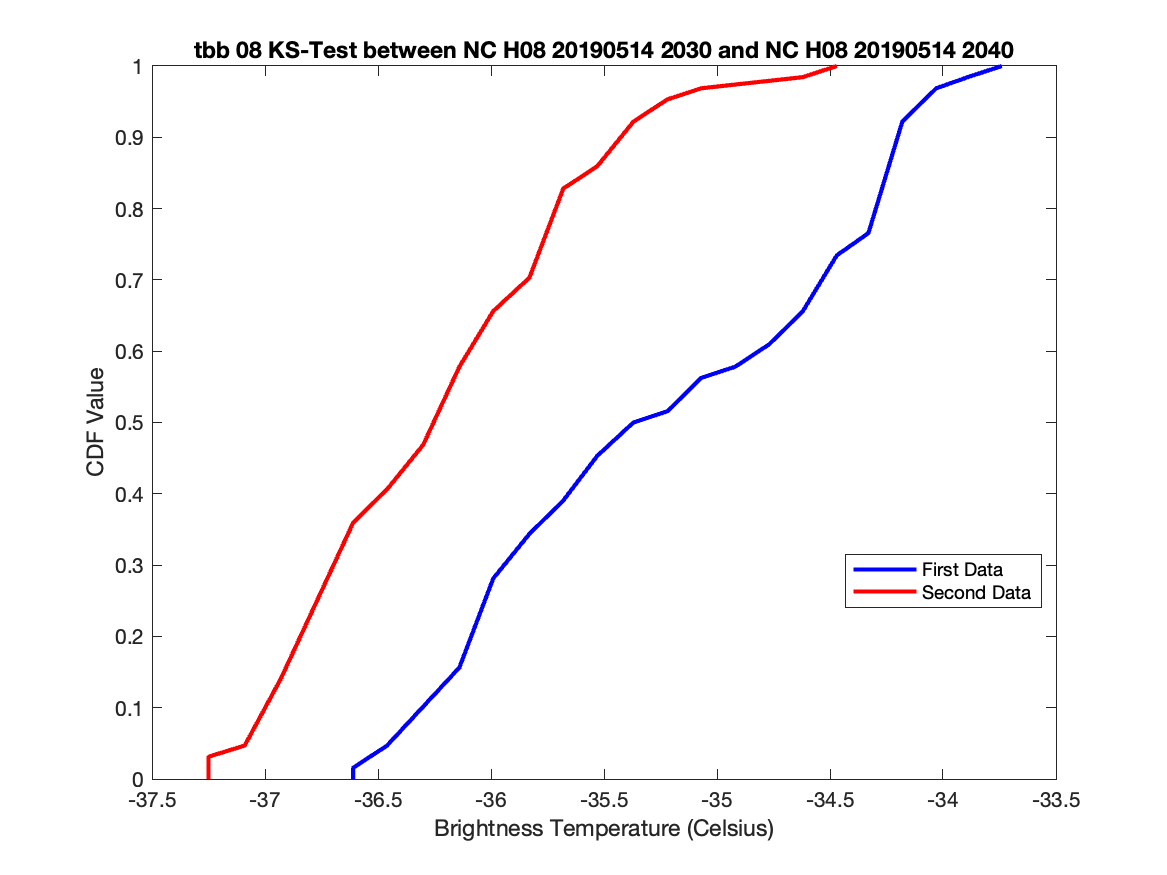 tbb 08 KS-Test between NC H08 20190514 2030 and NC H08 20190514 2040
1
0.9
0.8
0.7
0.6
0.5
0.4
0.3
0.2
0.1
0
CDF Value
First Data
Second Data
-37.5 -37 -36.5 -36 -35.5 -35 -34.5 -34 -33.5
Brightness Temperature (Celsius)